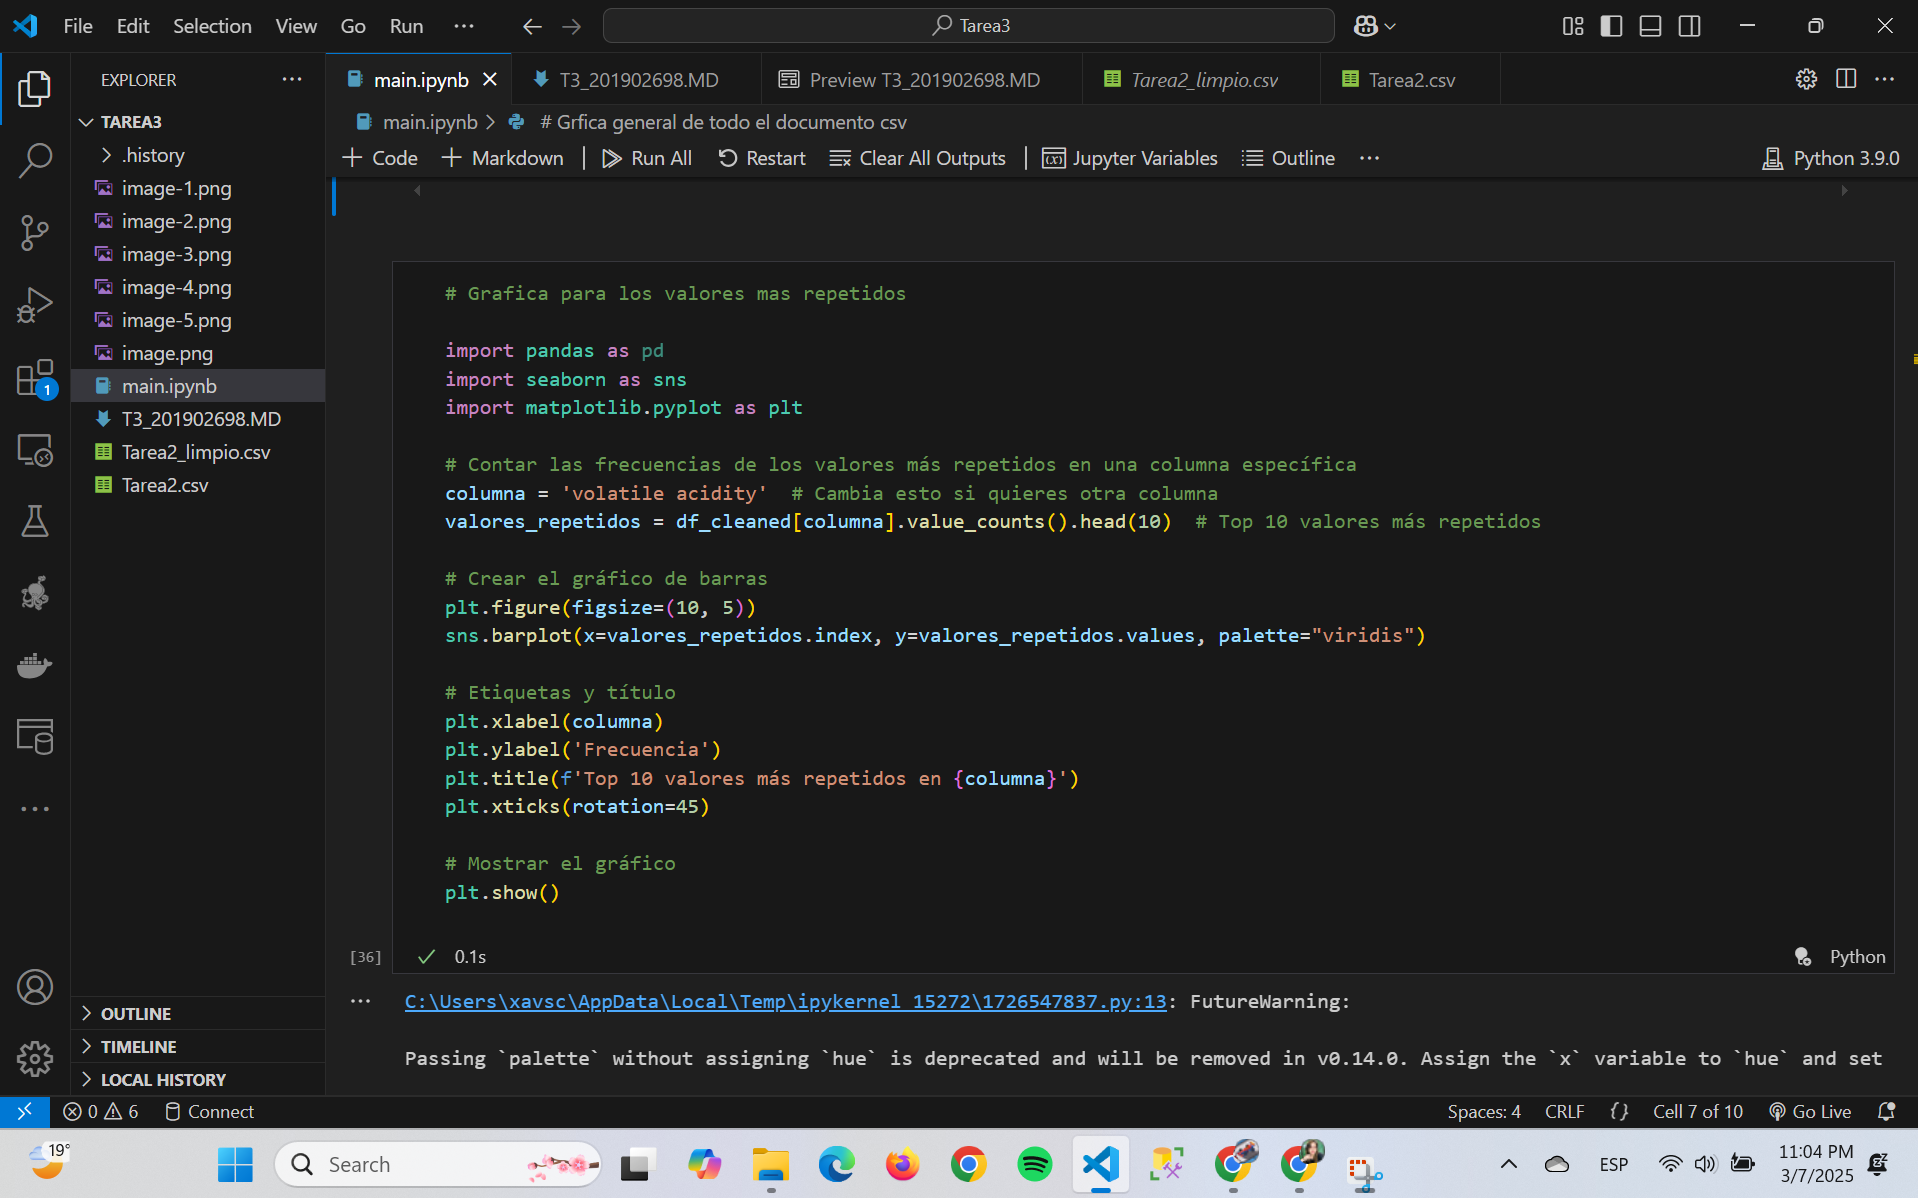 File Edit Selection View Go Run
Tarea3
EXPLORER
TAREA3
.history
image-1.png
image-2.png
image-3.png
image-4.png
image-5.png
image.png
main.ipynb
T3_201902698.MD
Tarea2_limpio.csv
Tarea2.csv
OUTLINE
TIMELINE
LOCAL HISTORY
1
main.ipynb
T3_201902698.MD
Preview T3_201902698.MD
Tarea2_limpio.csv
Tarea2.csv
main.ipynb > # Grfica general de todo el documento csv
+ Code + Markdown | Run All Restart Clear All Outputs | Jupyter Variables Outline ···
Python 3.9.0
# Grafica para los valores mas repetidos
import pandas as pd
import seaborn as sns
import matplotlib.pyplot as plt
# Contar las frecuencias de los valores más repetidos en una columna específica
columna = 'volatile acidity'  # Cambia esto si quieres otra columna
valores_repetidos = df_cleaned[columna].value_counts().head(10)  # Top 10 valores más repetidos
# Crear el gráfico de barras
plt.figure(figsize=(10, 5))
sns.barplot(x=valores_repetidos.index, y=valores_repetidos.values, palette="viridis")
# Etiquetas y título
plt.xlabel(columna)
plt.ylabel('Frecuencia')
plt.title(f'Top 10 valores más repetidos en {columna}')
plt.xticks(rotation=45)
# Mostrar el gráfico
plt.show()
[36]
0.1s
Python
C:\Users\xavsc\AppData\Local\Temp\ipykernel_15272\1726547837.py:13: FutureWarning:
Passing `palette` without assigning `hue` is deprecated and will be removed in v0.14.0. Assign the `x` variable to `hue` and set
0 6 Connect
Spaces: 4 CRLF {} Cell 7 of 10 Go Live
19°
Search
ESP
11:04 PM
3/7/2025